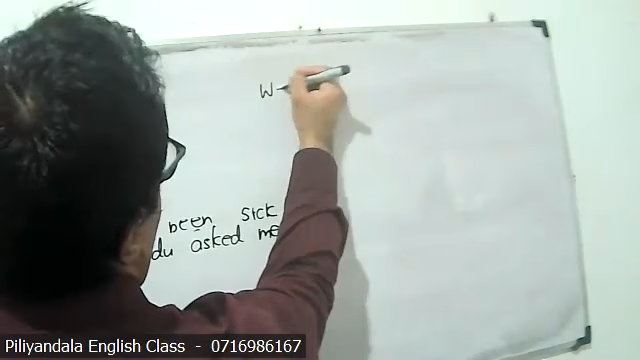 W
been sick
du asked me
Piliyandala English Class - 0716986167